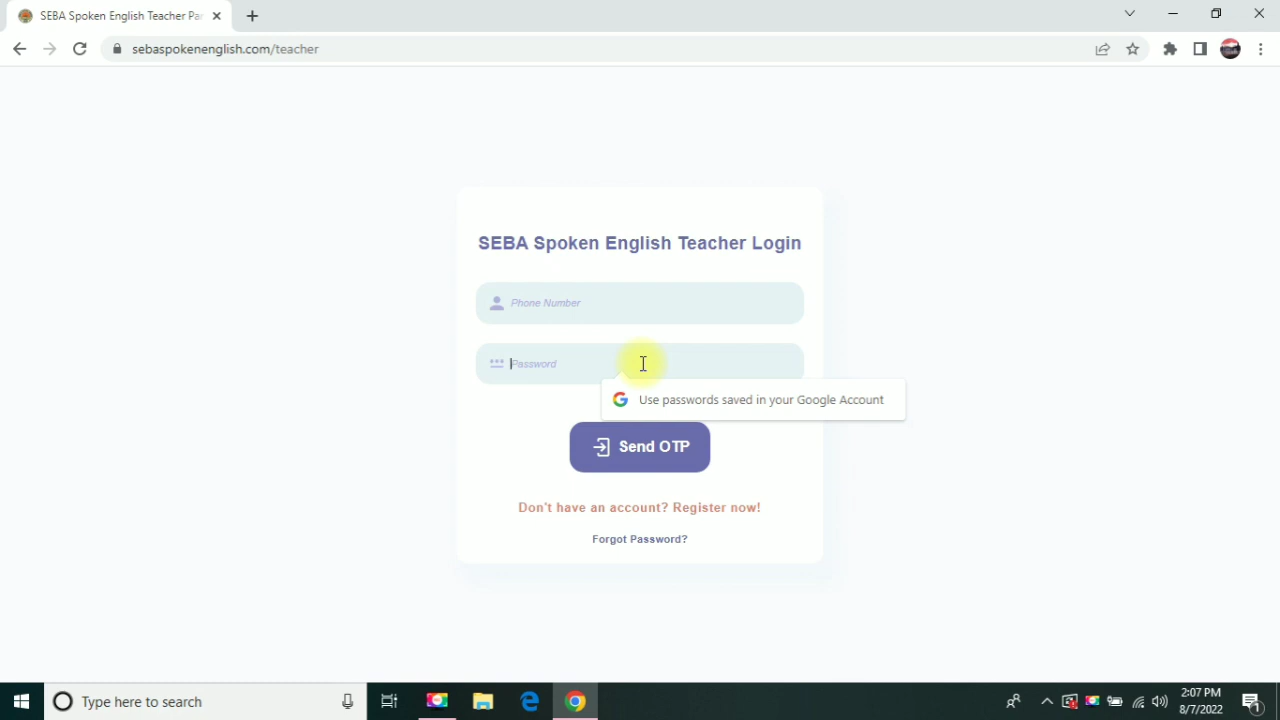 SEBA Spoken English Teacher Par
sebaspokenenglish.com/teacher
SEBA Spoken English Teacher Login
Phone Number
Password
Use passwords saved in your Google Account
Send OTP
Don't have an account? Register now!
Forgot Password?
Type here to search
2:07 PM
8/7/2022
1